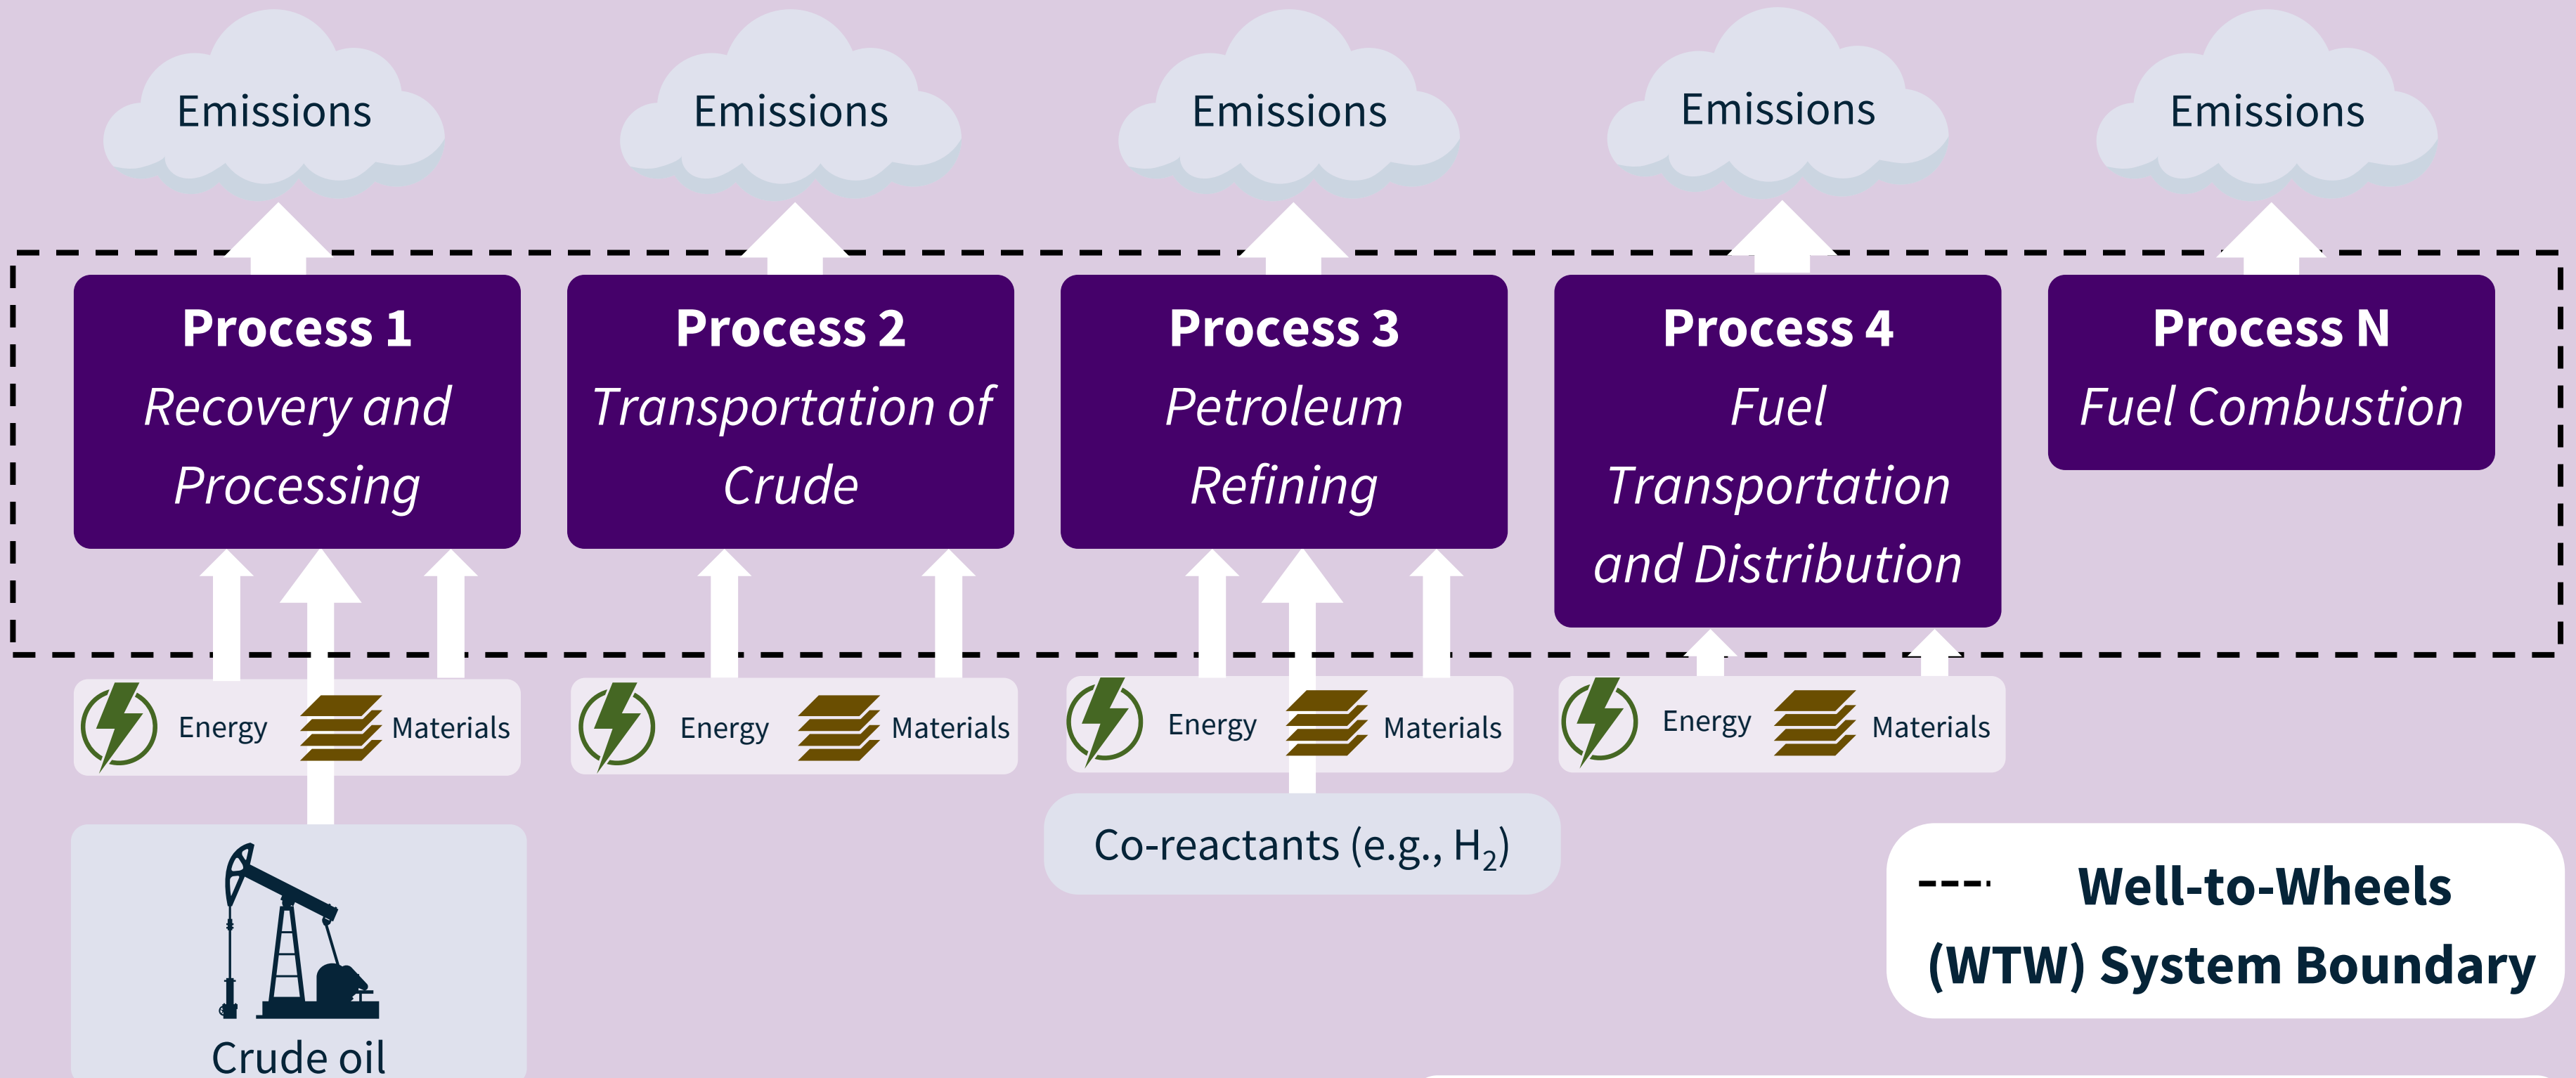 Emissions
Emissions
Emissions
Emissions
Emissions
Process 1
Recovery and
Processing
Process 2
Transportation of
Crude
Process 3
Petroleum
Refining
Process 4
Fuel
Transportation
and Distribution
Process N
Fuel Combustion
Energy
Materials
Energy
Materials
Energy
Materials
Energy
Materials
Crude oil
Co-reactants (e.g., H₂)
Well-to-Wheels
(WTW) System Boundary